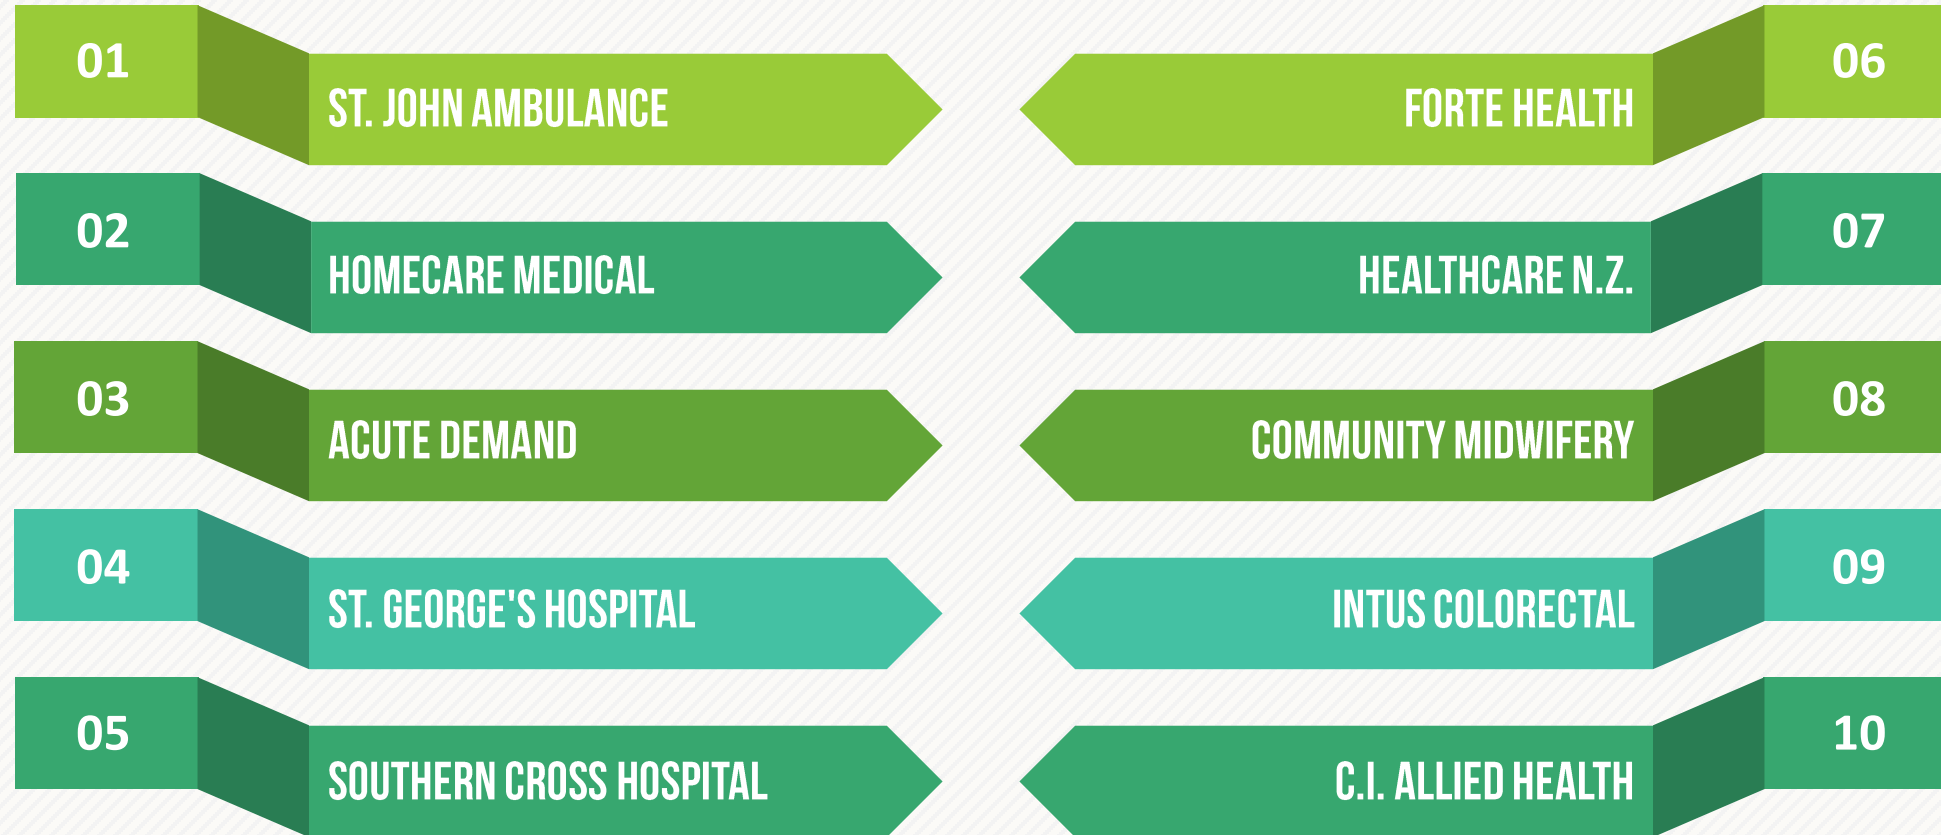 01
ST. JOHN AMBULANCE
02
HOMECARE MEDICAL
03
ACUTE DEMAND
04
ST. GEORGE'S HOSPITAL
05
SOUTHERN CROSS HOSPITAL
06
FORTE HEALTH
07
HEALTHCARE N.Z.
08
COMMUNITY MIDWIFERY
09
INTUS COLORECTAL
10
C.I. ALLIED HEALTH